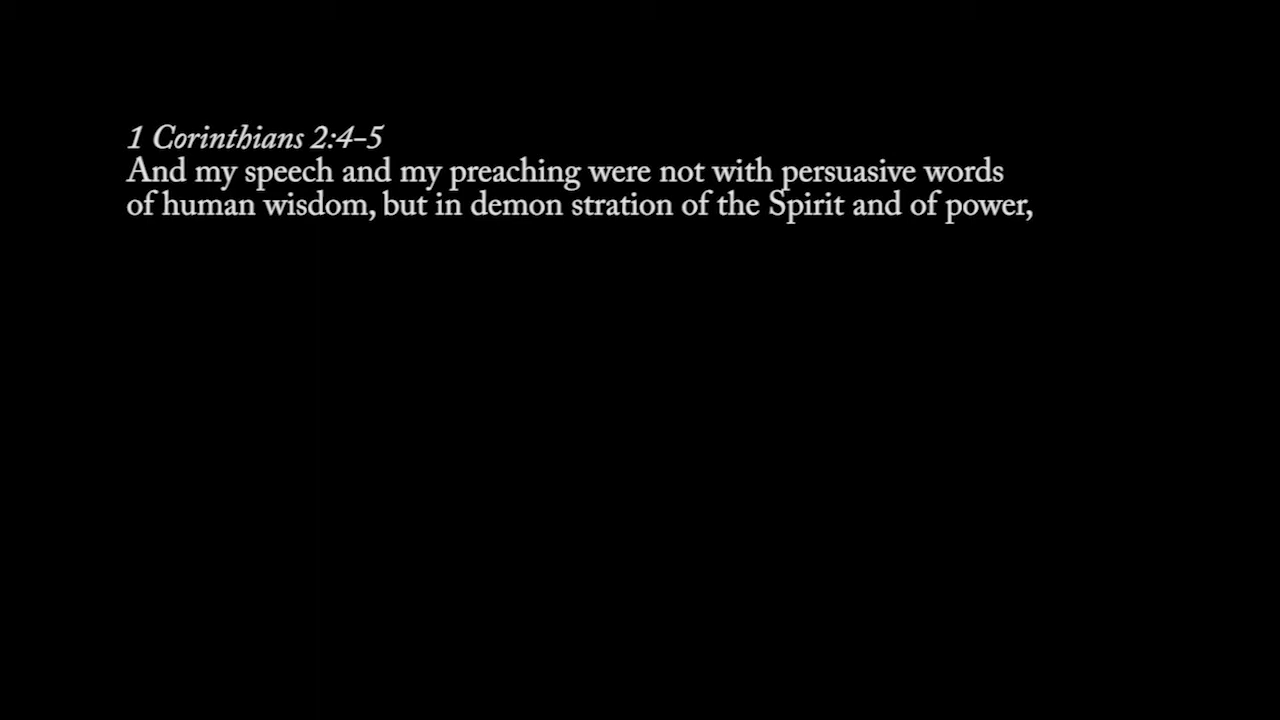 1 Corinthians 2:4-5
And my speech and my preaching were not with persuasive words
of human wisdom, but in demon stration of the Spirit and of power,